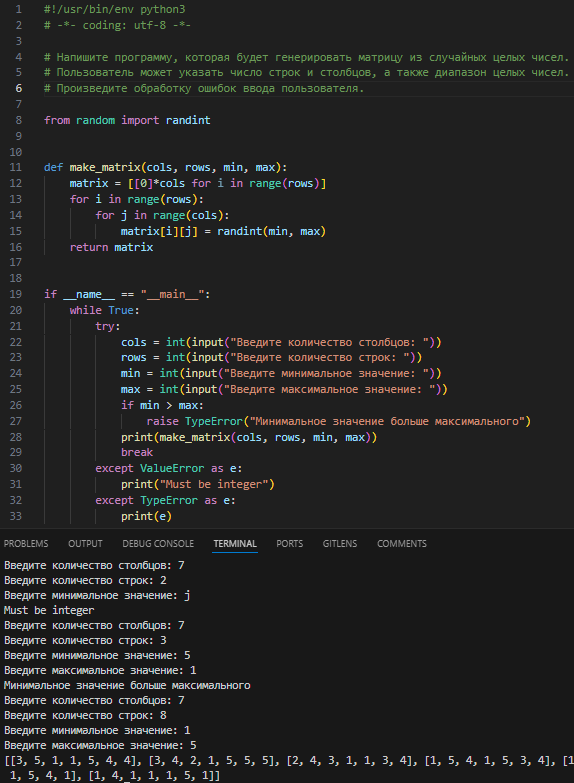 1 #!/usr/bin/env python3
2 # -*- coding: utf-8 -*-
3
4 # Напишите программу, которая будет генерировать матрицу из случайных целых чисел.
5 # Пользователь может указать число строк и столбцов, а также диапазон целых чисел.
6 # Произведите обработку ошибок ввода пользователя.
7
8 from random import randint
9
10
11 def make_matrix(cols, rows, min, max):
12     matrix = [[0]*cols for i in range(rows)]
13     for i in range(rows):
14         for j in range(cols):
15             matrix[i][j] = randint(min, max)
16     return matrix
17
18
19 if __name__ == "__main__":
20     while True:
21         try:
22             cols = int(input("Введите количество столбцов: "))
23             rows = int(input("Введите количество строк: "))
24             min = int(input("Введите минимальное значение: "))
25             max = int(input("Введите максимальное значение: "))
26             if min > max:
27                 raise TypeError("Минимальное значение больше максимального")
28             print(make_matrix(cols, rows, min, max))
29             break
30         except ValueError as e:
31             print("Must be integer")
32         except TypeError as e:
33             print(e)
PROBLEMS OUTPUT DEBUG CONSOLE TERMINAL PORTS GITLENS COMMENTS
Введите количество столбцов: 7
Введите количество строк: 2
Введите минимальное значение: j
Must be integer
Введите количество столбцов: 7
Введите количество строк: 3
Введите минимальное значение: 5
Введите максимальное значение: 1
Минимальное значение больше максимального
Введите количество столбцов: 7
Введите количество строк: 8
Введите минимальное значение: 1
Введите максимальное значение: 5
[[3, 5, 1, 1, 5, 4, 4], [3, 4, 2, 1, 5, 5, 5], [2, 4, 3, 1, 1, 3, 4], [1, 5, 4, 1, 5, 3, 4], [1
1, 5, 4, 1], [1, 4, 1, 1, 1, 5, 1]]